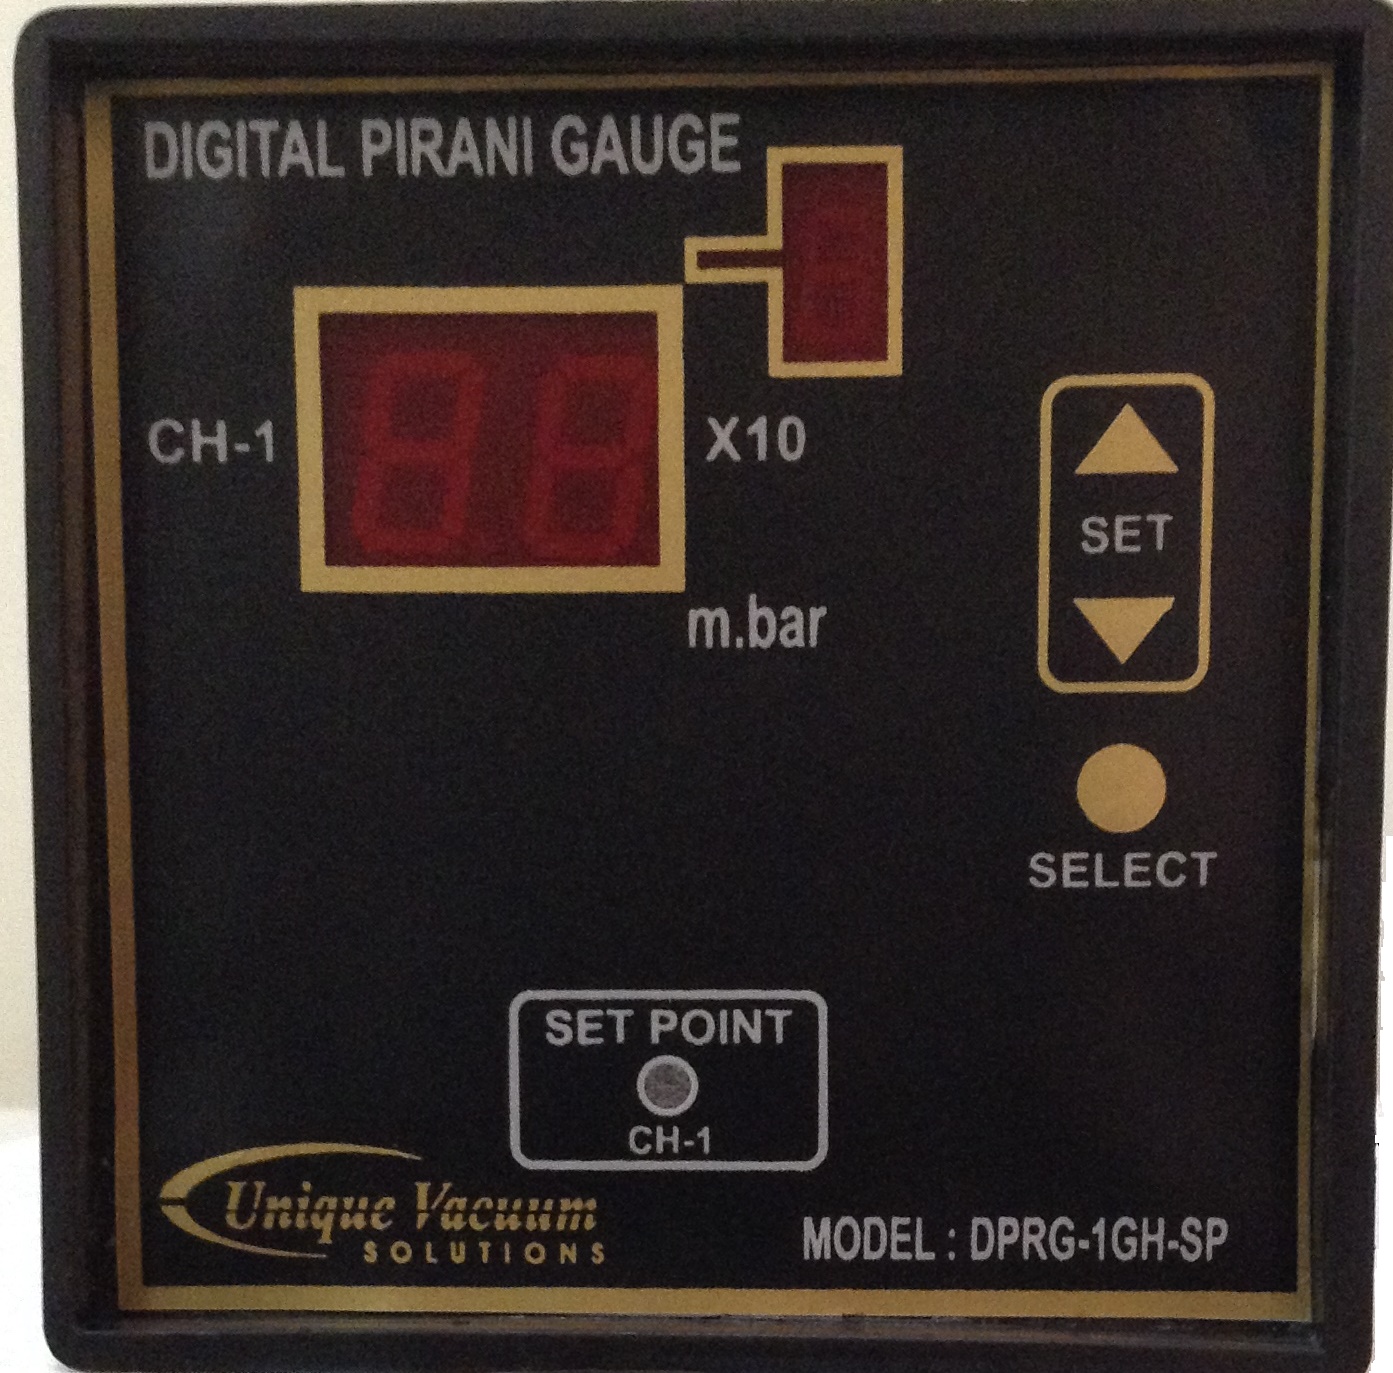 DIGITAL PIRANI GAUGE
CH-1
X10
m.bar
SET
SELECT
SET POINT
CH-1
Unique Vacuum
SOLUTIONS
MODEL : DPRG-1GH-SP